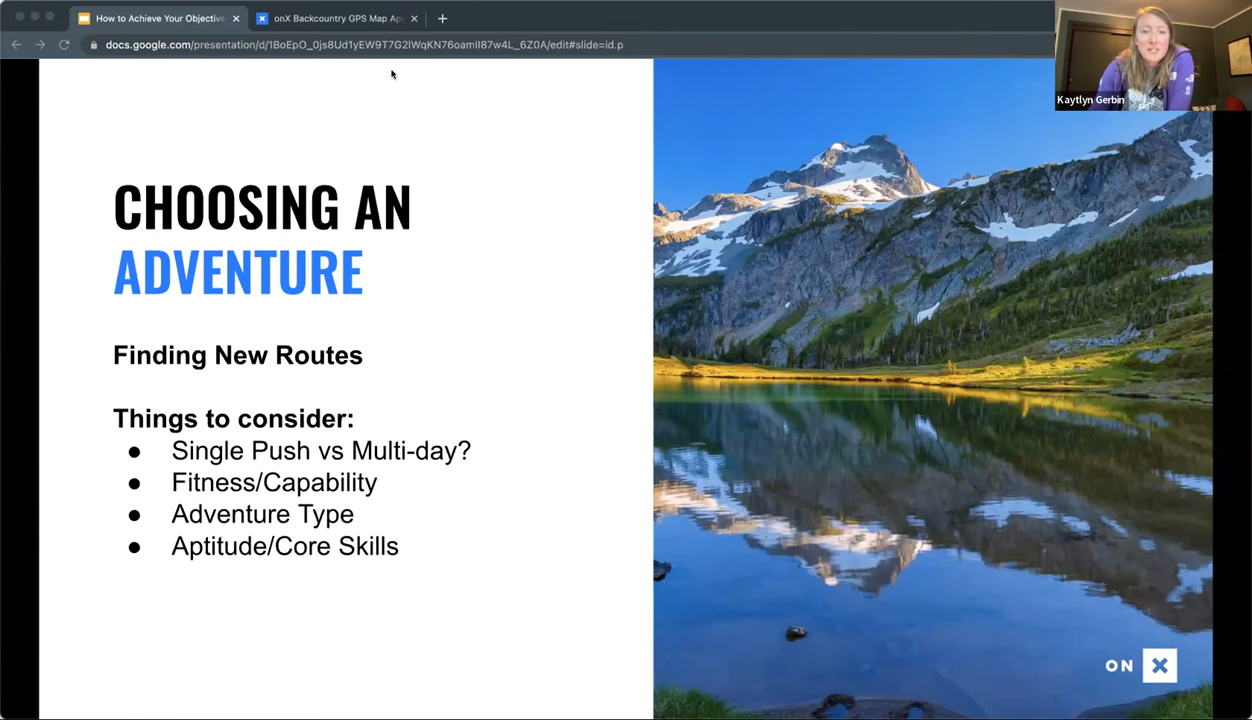 How to Achieve Your Objective
onX Backcountry GPS Map Ap
docs.google.com/presentation/d/1BoEpO_0js8Ud1yEW9T7G2lWqKN76oamIl87w4L_6Z0A/edit#slide=id.p
Kaytlyn Gerbin
CHOOSING AN
ADVENTURE
Finding New Routes
Things to consider:
● Single Push vs Multi-day?
● Fitness/Capability
● Adventure Type
● Aptitude/Core Skills
ON X